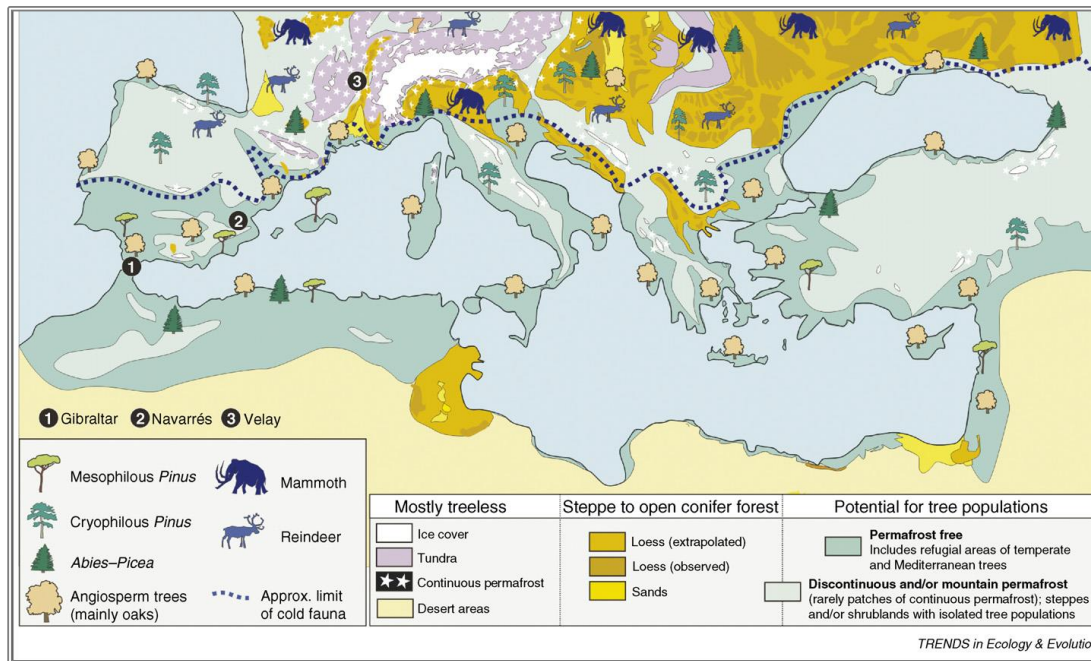 3
2
1
1 Gibraltar 2 Navarrés 3 Velay
Mesophilous Pinus
Mammoth
Cryophilous Pinus
Reindeer
Abies–Picea
Angiosperm trees
(mainly oaks)
Approx. limit
of cold fauna
Mostly treeless
Ice cover
Tundra
Continuous permafrost
Desert areas
Steppe to open conifer forest
Loess (extrapolated)
Loess (observed)
Sands
Potential for tree populations
Permafrost free
Includes refugial areas of temperate
and Mediterranean trees
Discontinuous and/or mountain permafrost
(rarely patches of continuous permafrost); steppes
and/or shrublands with isolated tree populations
TRENDS in Ecology & Evolutio